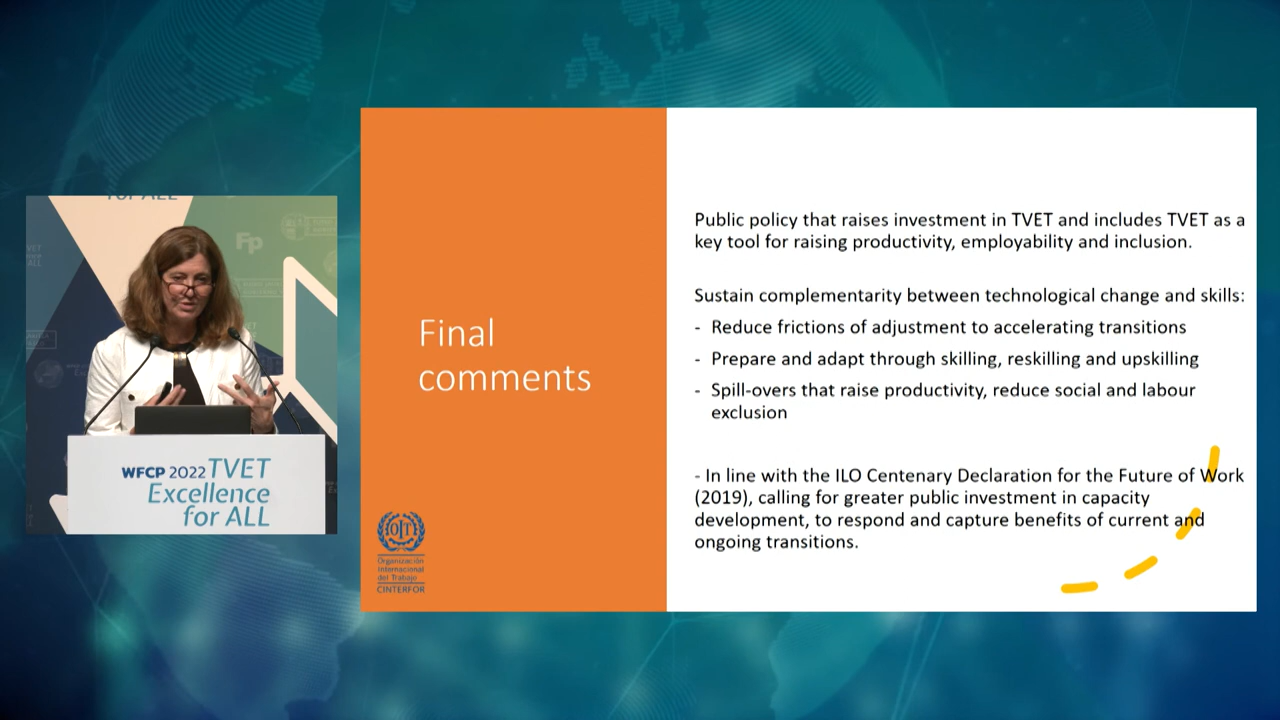 for ALL
Fp
WFCP 2022 TVET
Excellence
for ALL
Final
comments
OIT
Organización
Internacional
del Trabajo
CINTERFOR
Public policy that raises investment in TVET and includes TVET as a
key tool for raising productivity, employability and inclusion.
Sustain complementarity between technological change and skills:
- Reduce frictions of adjustment to accelerating transitions
- Prepare and adapt through skilling, reskilling and upskilling
- Spill-overs that raise productivity, reduce social and labour
exclusion
- In line with the ILO Centenary Declaration for the Future of Work
(2019), calling for greater public investment in capacity
development, to respond and capture benefits of current and
ongoing transitions.